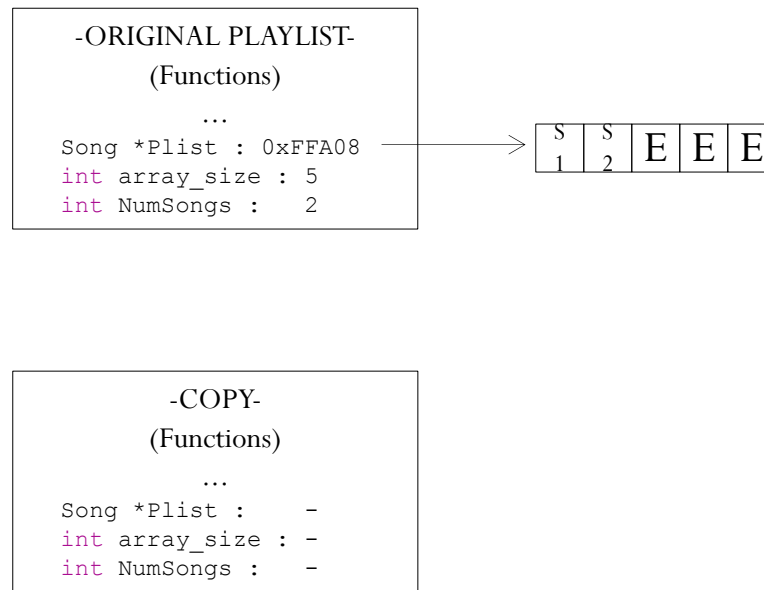 -ORIGINAL PLAYLIST-
(Functions)
…
Song *Plist : 0xFFA08
int array_size : 5
int NumSongs : 2
S 1 S 2 E E E
-COPY-
(Functions)
…
Song *Plist : -
int array_size : -
int NumSongs : -